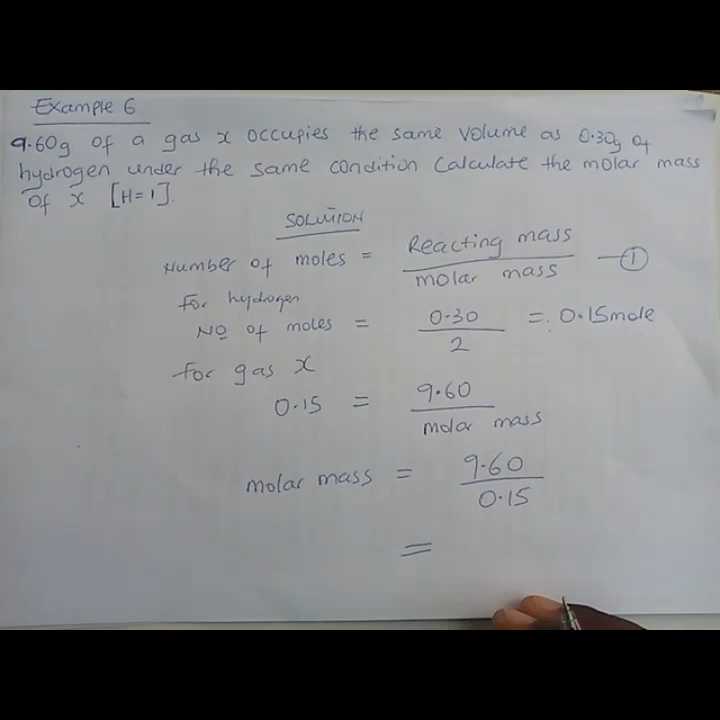 Example 6
9.60g of a gas x occupies the same volume as 0.30g of
hydrogen under the same condition calculate the molar mass
of x [H=1].
SOLUTION
Number of moles = Reacting mass / molar mass — ①
for hydrogen
No of moles = 0.30 / 2 = 0.15mole
for gas x
0.15 = 9.60 / molar mass
molar mass = 9.60 / 0.15
=